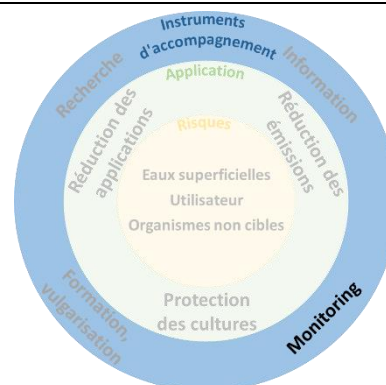 Instruments
d'accompagnement
Recherche
Information
Application
Réduction des
applications
Réduction des
émissions
Risques
Eaux superficielles
Utilisateur
Organismes non cibles
Protection
des cultures
Formation,
vulgarisation
Monitoring